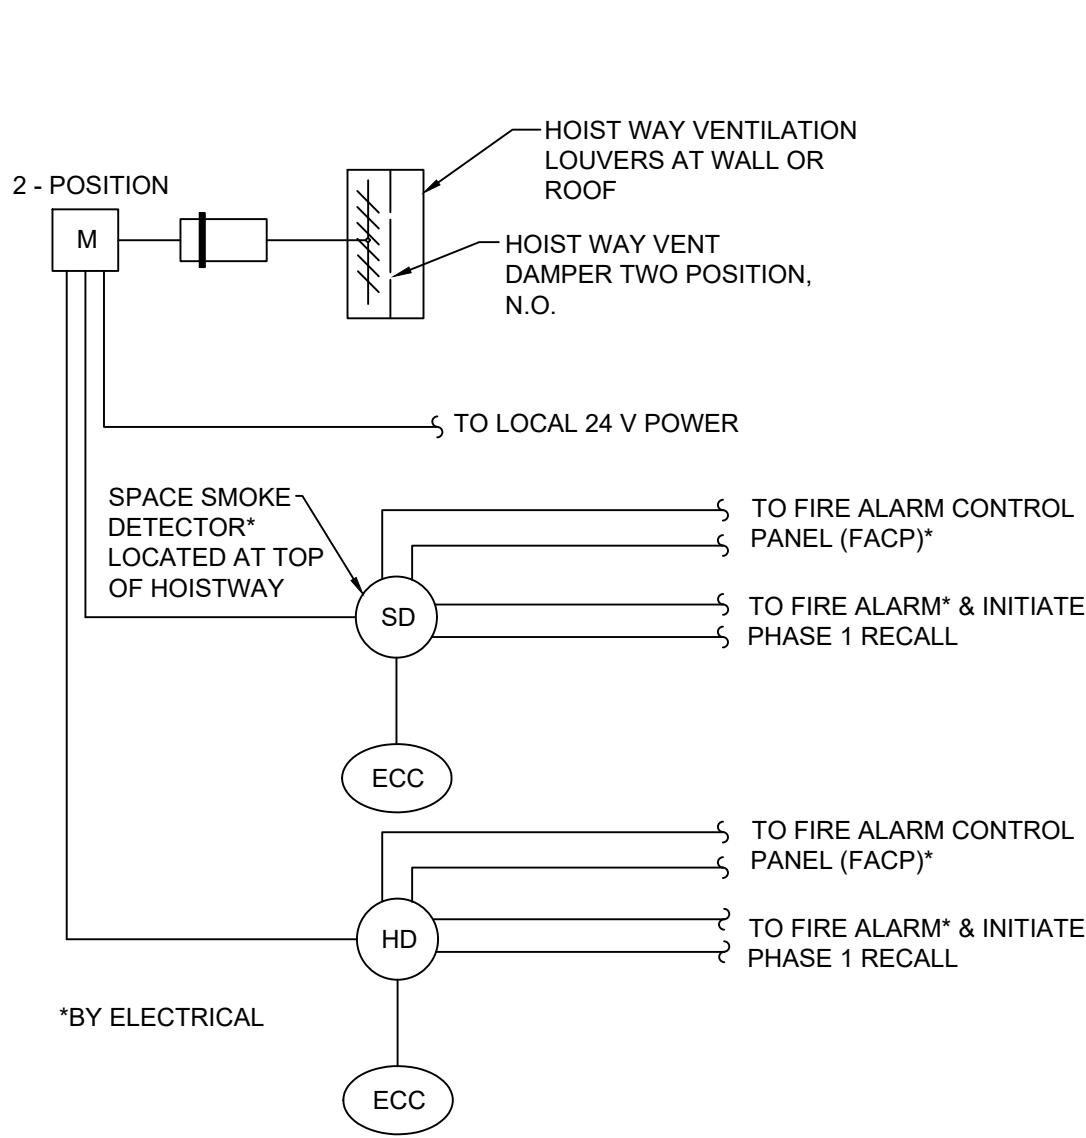 HOIST WAY VENTILATION
LOUVERS AT WALL OR
ROOF
2 - POSITION
M
HOIST WAY VENT
DAMPER TWO POSITION,
N.O.
TO LOCAL 24 V POWER
SPACE SMOKE
DETECTOR*
LOCATED AT TOP
OF HOISTWAY
TO FIRE ALARM CONTROL
PANEL (FACP)*
SD
TO FIRE ALARM* & INITIATE
PHASE 1 RECALL
ECC
TO FIRE ALARM CONTROL
PANEL (FACP)*
HD
TO FIRE ALARM* & INITIATE
PHASE 1 RECALL
*BY ELECTRICAL
ECC